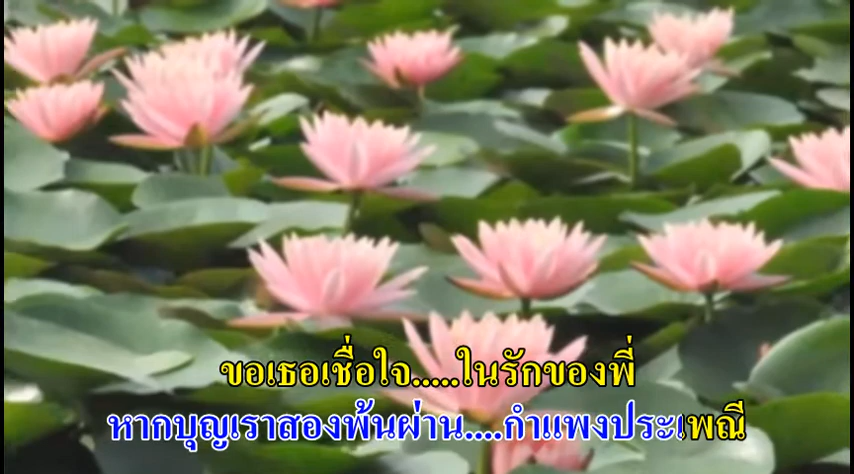 ขอเธอเชื่อใจ.....ในรักของพี่
หากบุญเราสองพ้นผ่าน....กำแพงประเพณี